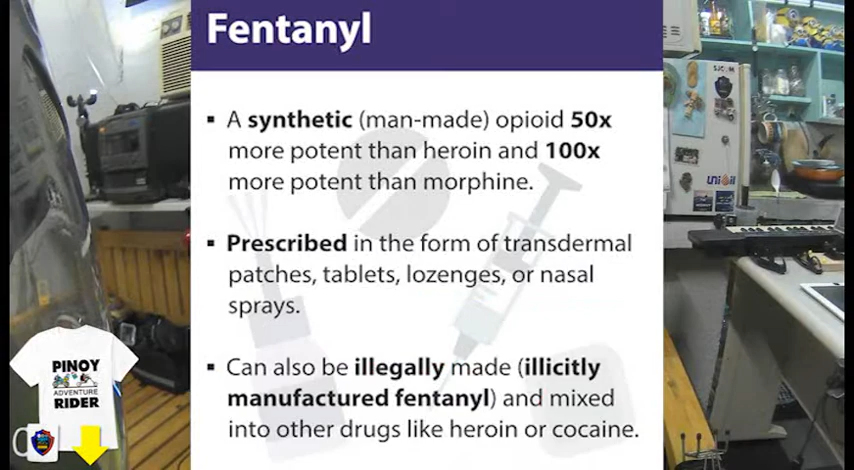 Fentanyl
▪ A synthetic (man-made) opioid 50x
more potent than heroin and 100x
more potent than morphine.
▪ Prescribed in the form of transdermal
patches, tablets, lozenges, or nasal
sprays.
▪ Can also be illegally made (illicitly
manufactured fentanyl) and mixed
into other drugs like heroin or cocaine.
PINOY
ADVENTURE
RIDER
SJCAM
UNIOIL